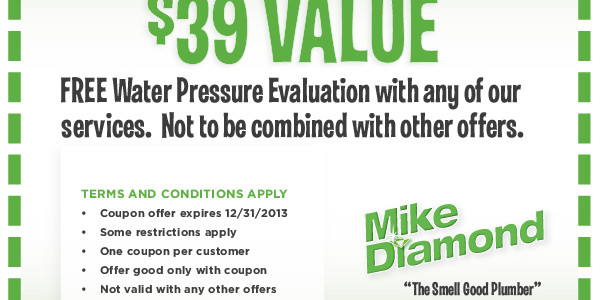 $39 VALUE
FREE Water Pressure Evaluation with any of our
services. Not to be combined with other offers.
TERMS AND CONDITIONS APPLY
• Coupon offer expires 12/31/2013
• Some restrictions apply
• One coupon per customer
• Offer good only with coupon
• Not valid with any other offers
Mike
Diamond
“The Smell Good Plumber”